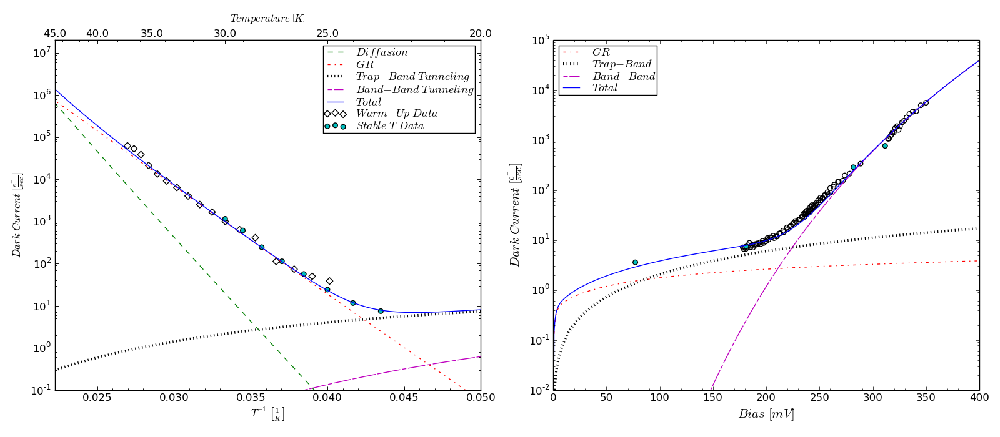 Temperature [K]
45.0 40.0 35.0 30.0 25.0 20.0
10^7
10^6
10^5
10^4
10^3
10^2
10^1
10^0
10^-1
Dark Current [e^-/sec]
Diffusion
GR
Trap−Band Tunneling
Band−Band Tunneling
Total
Warm−Up Data
Stable T Data
0.025 0.030 0.035 0.040 0.045 0.050
T^-1 [1/K]
10^5
10^4
10^3
10^2
10^1
10^0
10^-1
10^-2
Dark Current [e^-/sec]
GR
Trap−Band
Band−Band
Total
0 50 100 150 200 250 300 350 400
Bias [mV]